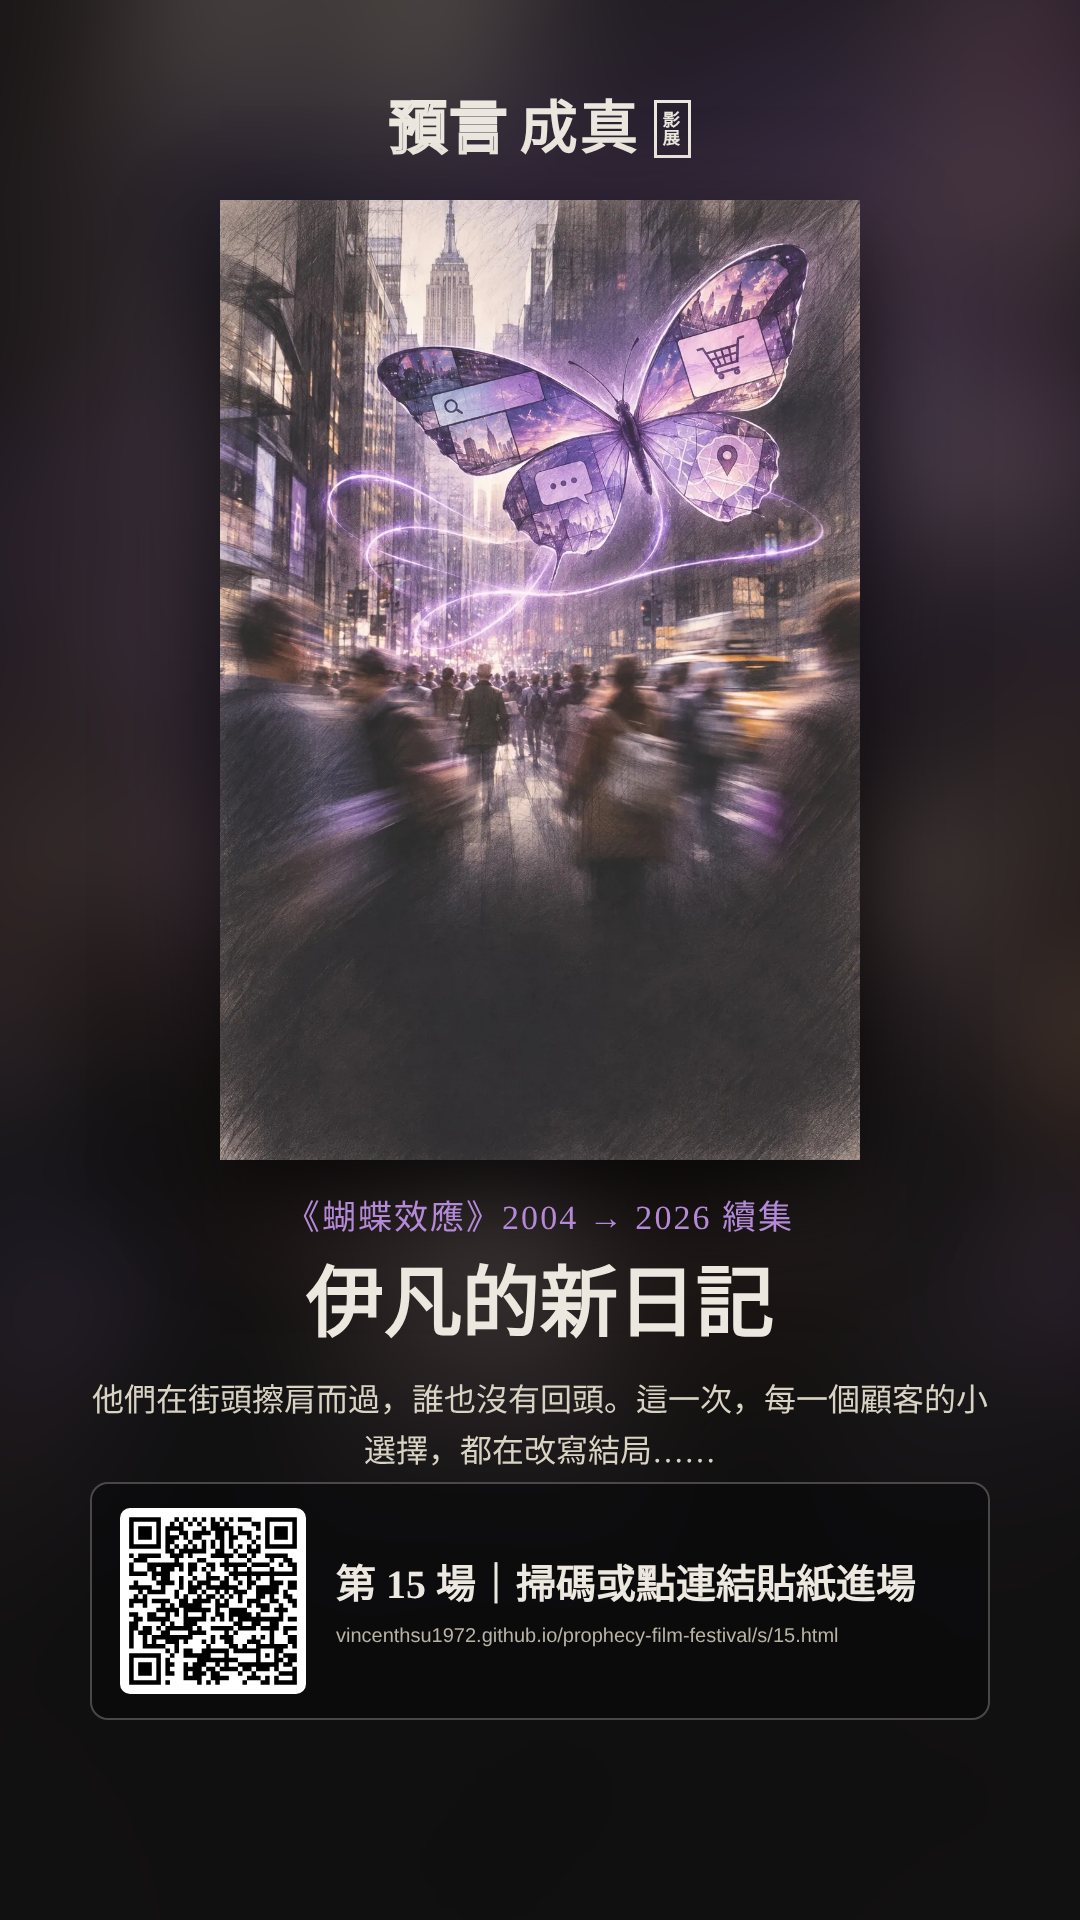 預言成真 影展
《蝴蝶效應》2004 → 2026 續集
伊凡的新日記
他們在街頭擦肩而過，誰也沒有回頭。這一次，每一個顧客的小
選擇，都在改寫結局……
第 15 場｜掃碼或點連結貼紙進場
vincenthsu1972.github.io/prophecy-film-festival/s/15.html